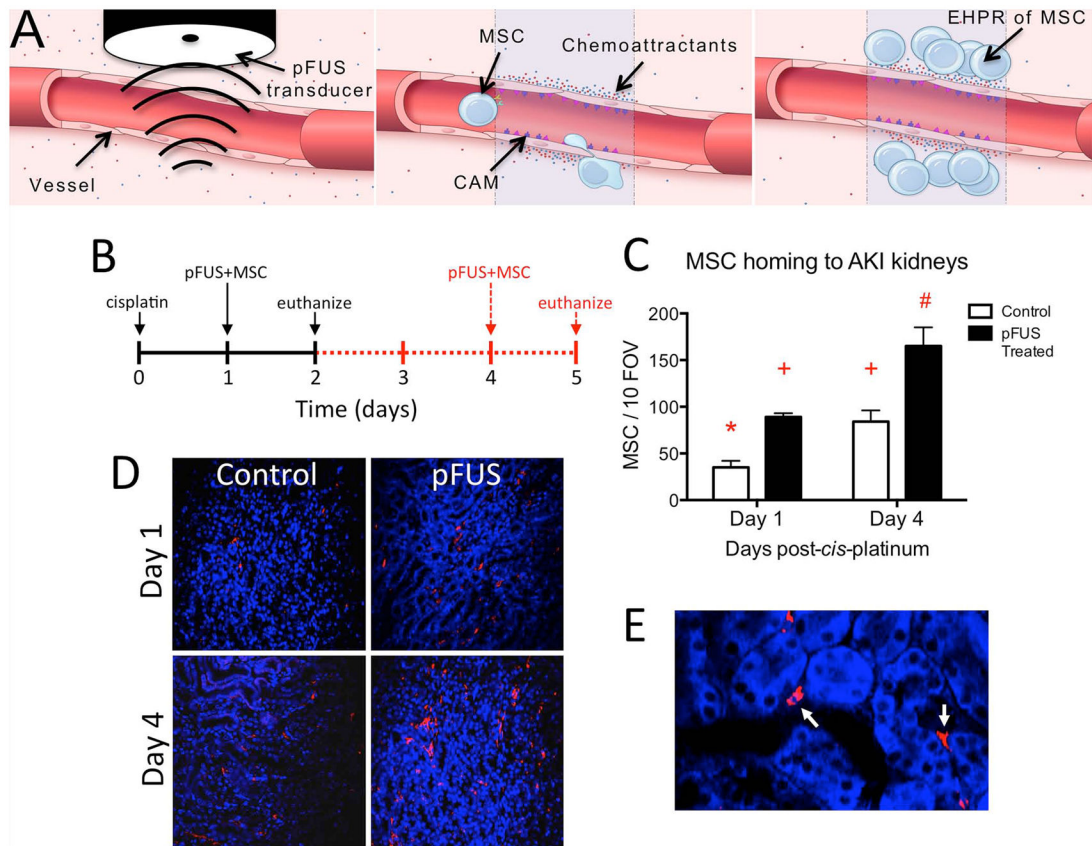 A
pFUS
transducer
Vessel
MSC
Chemoattractants
CAM
EHPR of MSC
B
cisplatin
pFUS+MSC
euthanize
pFUS+MSC
euthanize
0 1 2 3 4 5
Time (days)
C
MSC homing to AKI kidneys
MSC / 10 FOV
200
150
100
50
0
*
+
+
#
Control
pFUS
Treated
Day 1
Day 4
Days post-cis-platinum
D
Control
pFUS
Day 1
Day 4
E